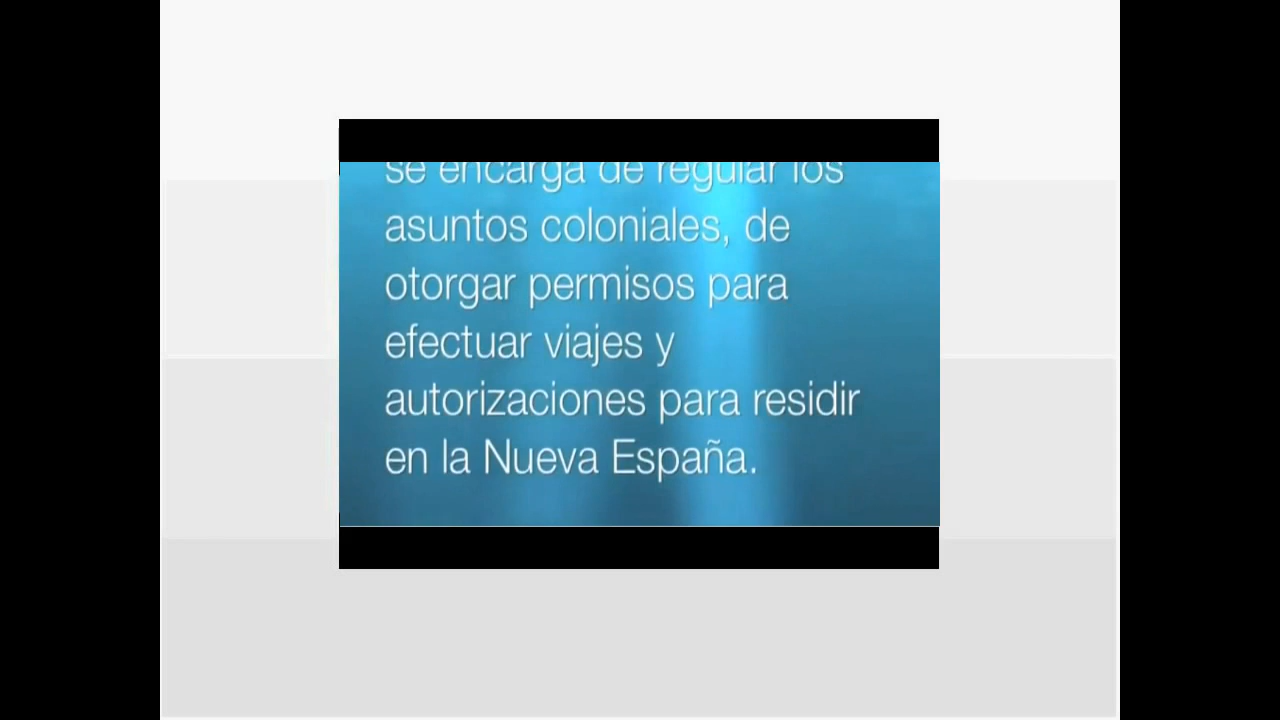 se encarga de regular los
asuntos coloniales, de
otorgar permisos para
efectuar viajes y
autorizaciones para residir
en la Nueva España.